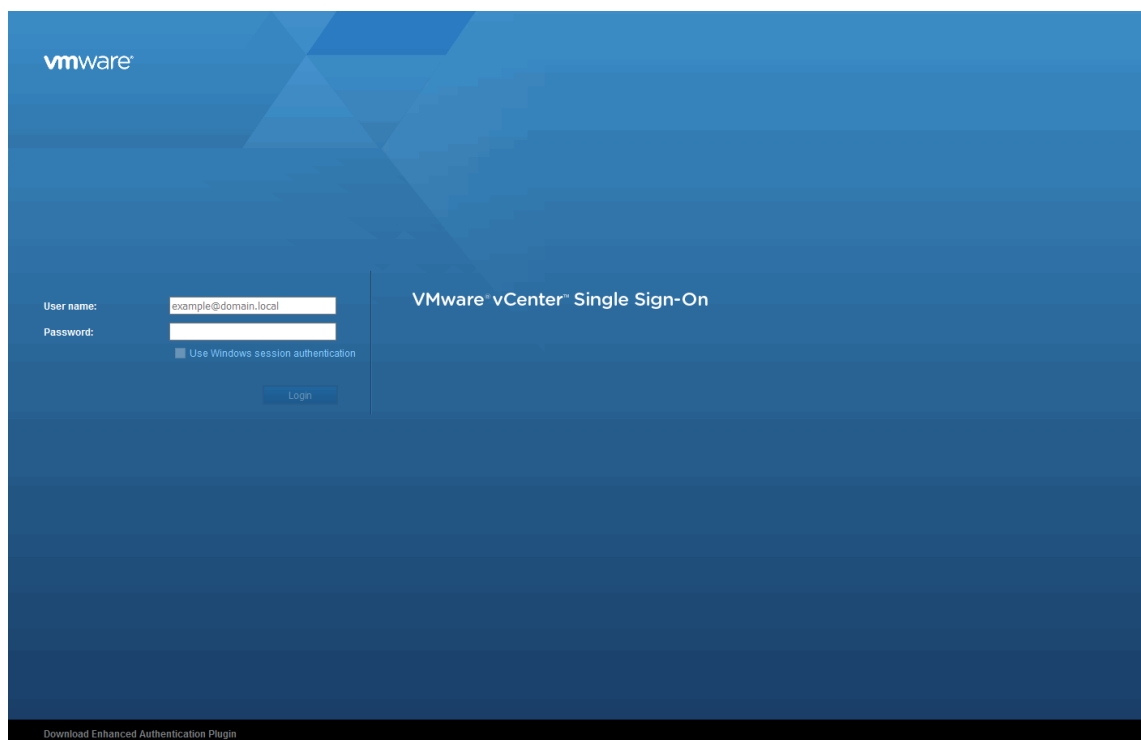 vmware®
User name:
example@domain.local
VMware® vCenter™ Single Sign-On
Password:
Use Windows session authentication
Login
Download Enhanced Authentication Plugin